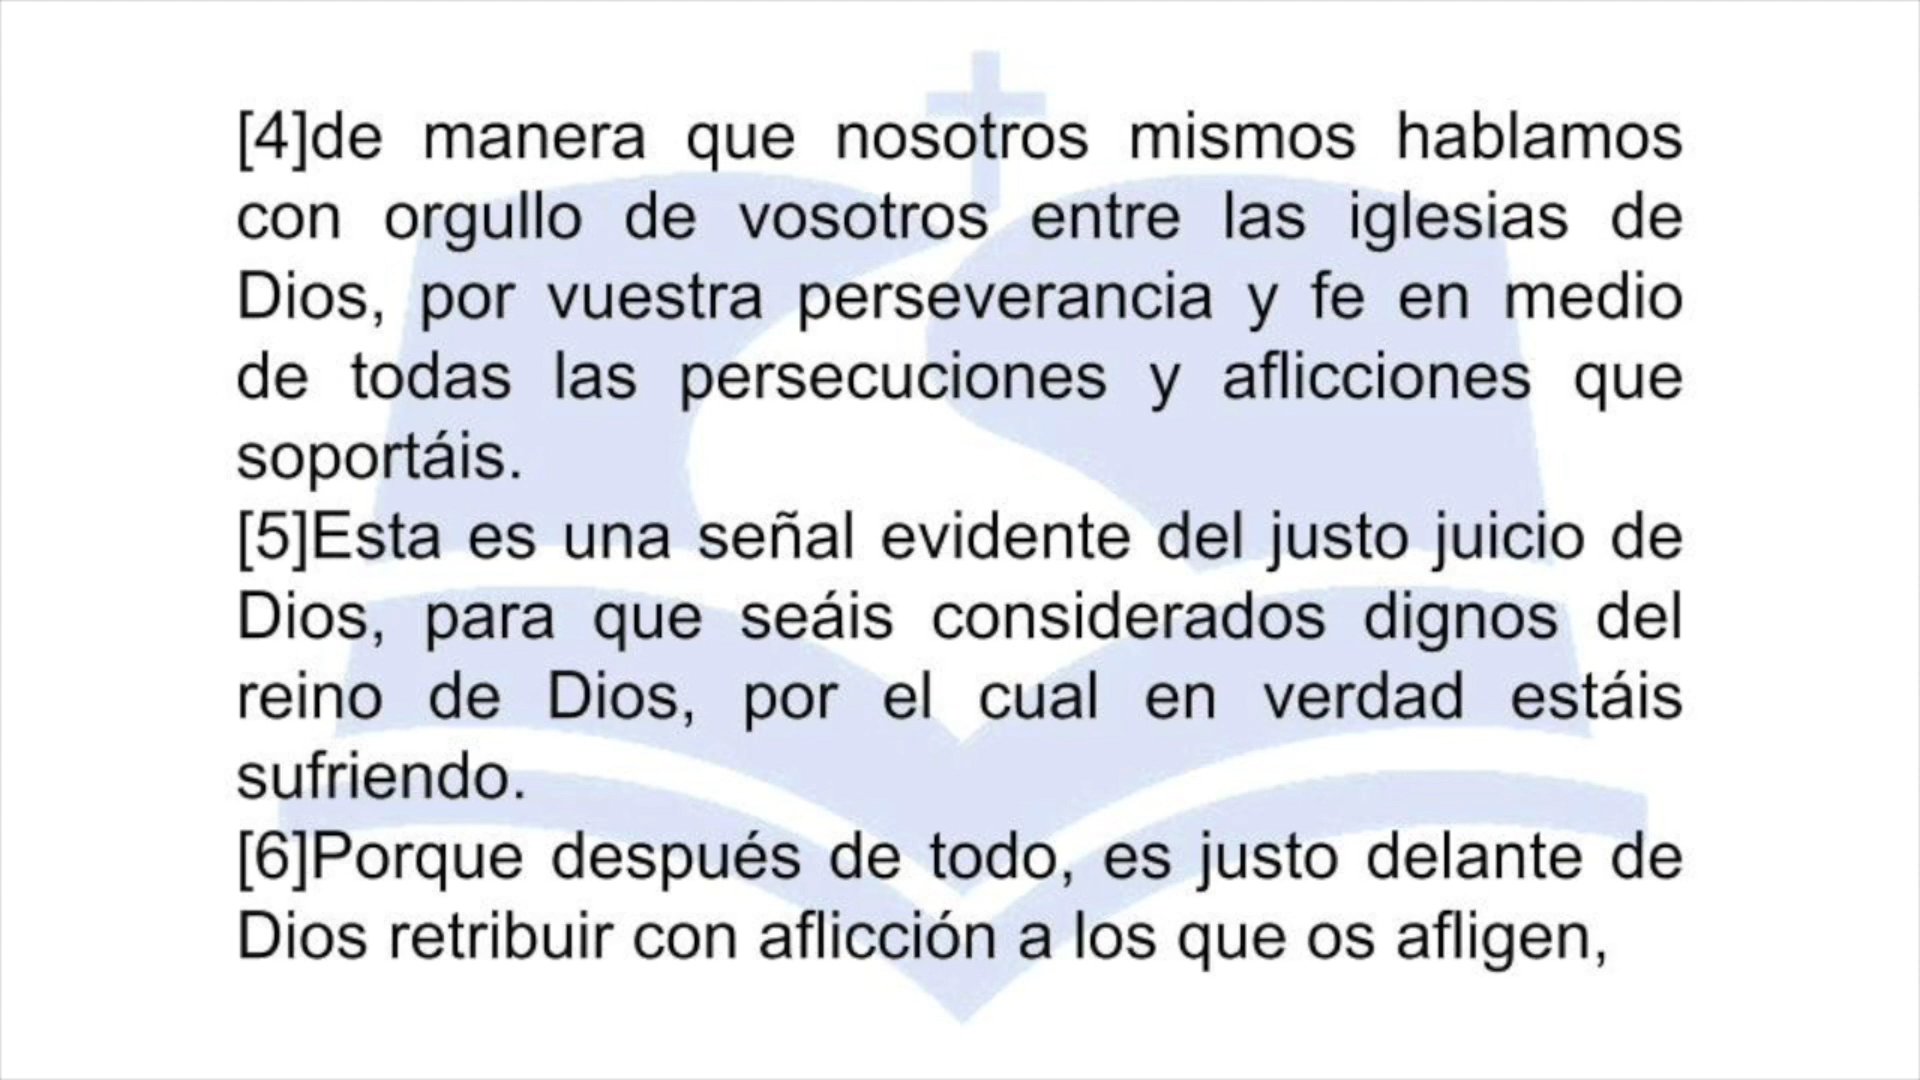 [4]de manera que nosotros mismos hablamos
con orgullo de vosotros entre las iglesias de
Dios, por vuestra perseverancia y fe en medio
de todas las persecuciones y aflicciones que
soportáis.
[5]Esta es una señal evidente del justo juicio de
Dios, para que seáis considerados dignos del
reino de Dios, por el cual en verdad estáis
sufriendo.
[6]Porque después de todo, es justo delante de
Dios retribuir con aflicción a los que os afligen,